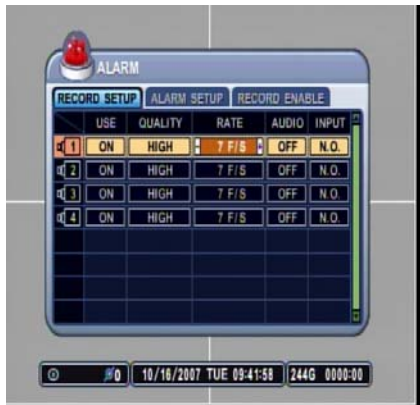 ALARM
RECORD SETUP ALARM SETUP RECORD ENABLE
USE QUALITY RATE AUDIO INPUT
1 ON HIGH - 7 F/S + OFF N.O.
2 ON HIGH 7 F/S OFF N.O.
3 ON HIGH 7 F/S OFF N.O.
4 ON HIGH 7 F/S OFF N.O.
0 10/16/2007 TUE 09:41:58 244G 0000:00